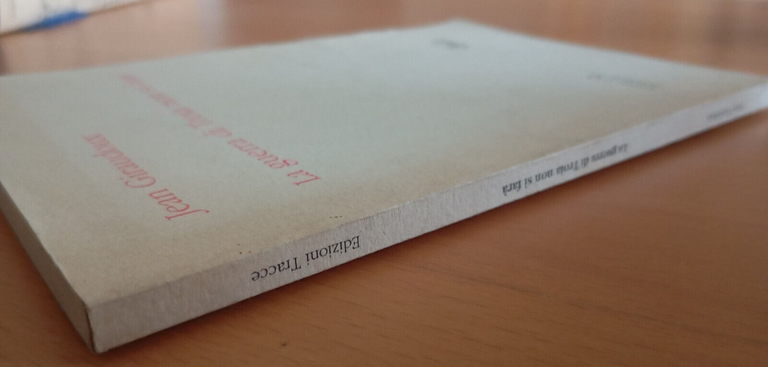 Jean Giraudoux
La guerra di Troia non si farà
La guerra di Troia non si farà
Edizioni Tracce